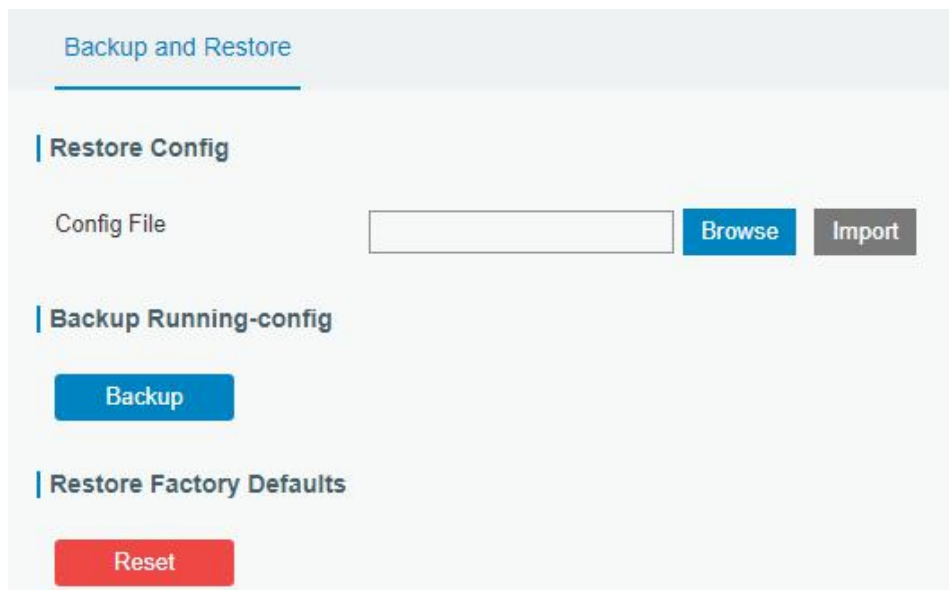 Backup and Restore
Restore Config
Config File Browse Import
Backup Running-config
Backup
Restore Factory Defaults
Reset